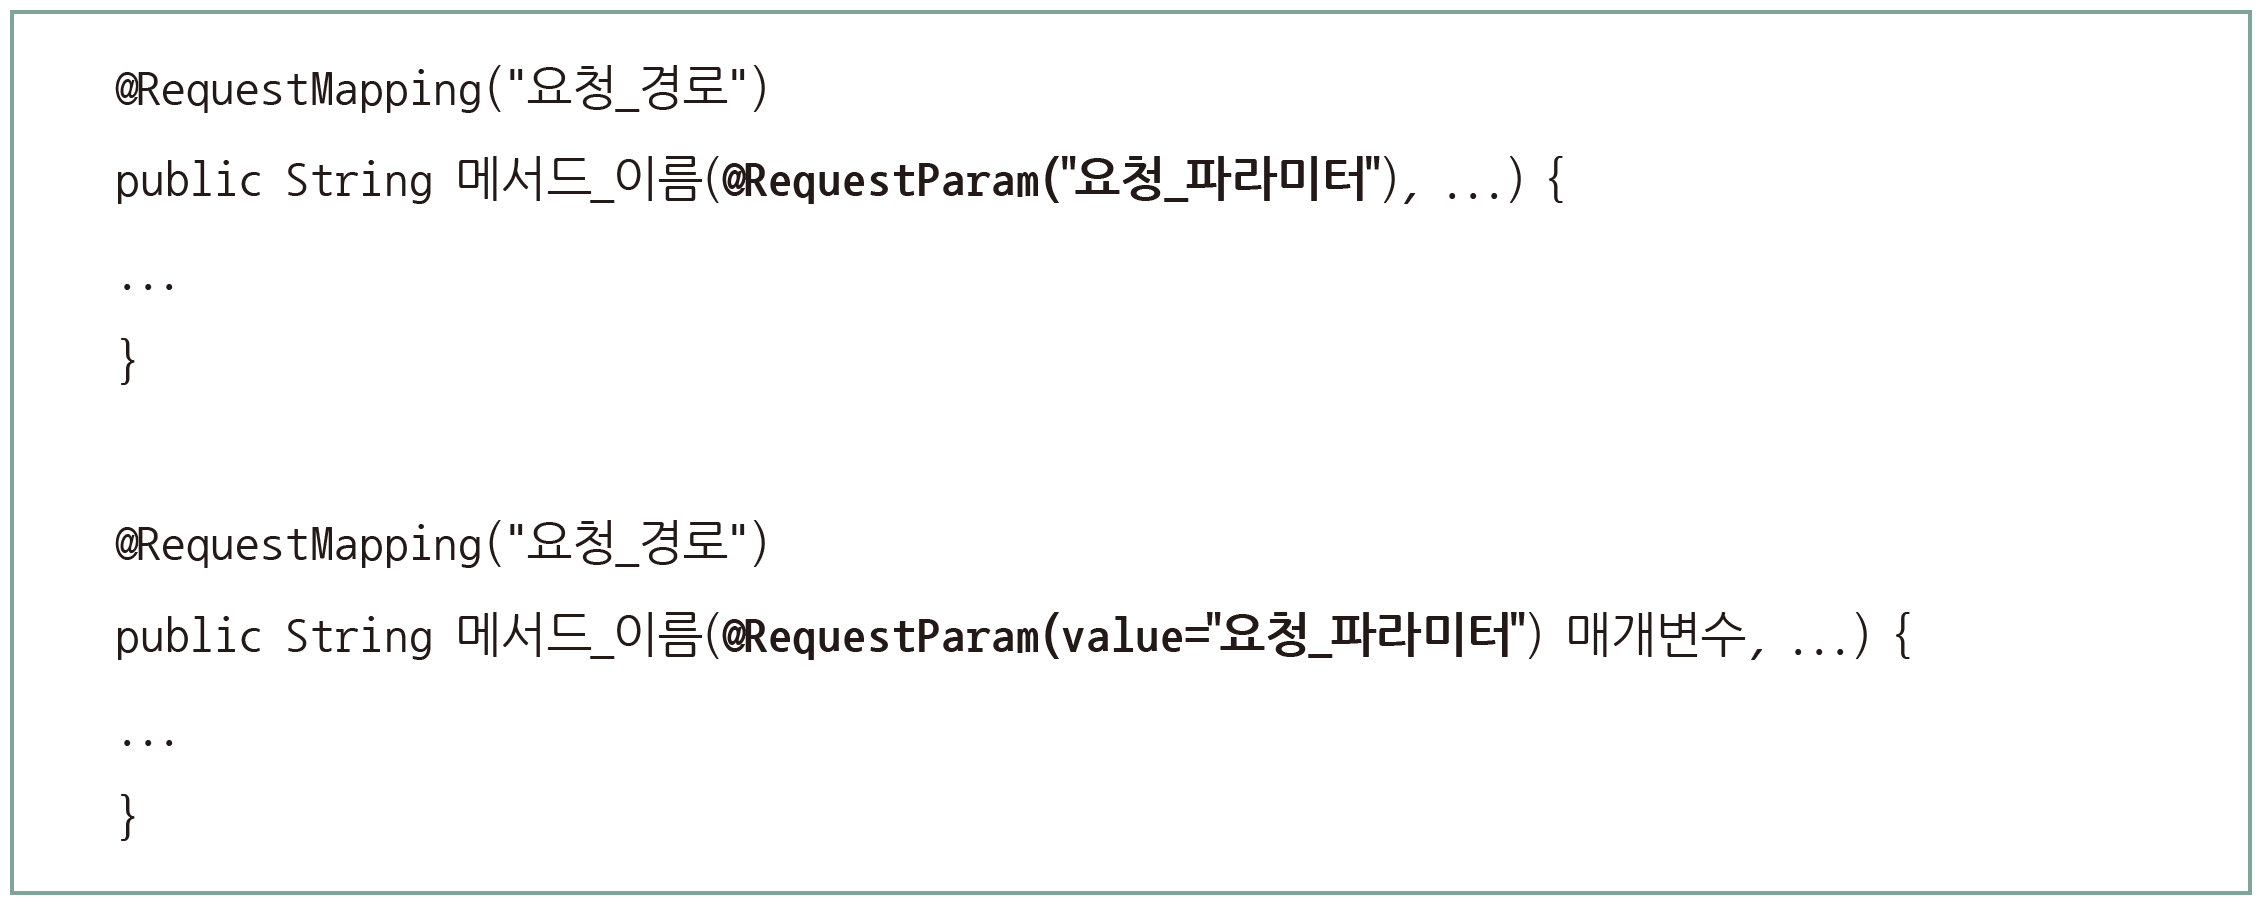 @RequestMapping("요청_경로")
public String 메서드_이름(@RequestParam("요청_파라미터"), ...) {
...
}
@RequestMapping("요청_경로")
public String 메서드_이름(@RequestParam(value="요청_파라미터") 매개변수, ...) {
...
}